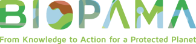 BIOPAMA
From Knowledge to Action for a Protected Planet